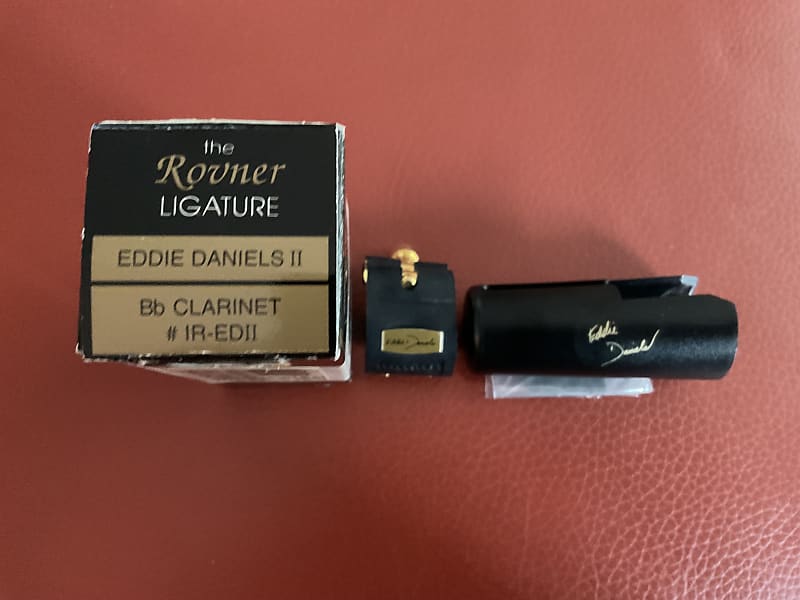 the
Rovner
LIGATURE
EDDIE DANIELS II
Bb CLARINET
# IR-EDII
Eddie Daniels
Eddie
Daniels